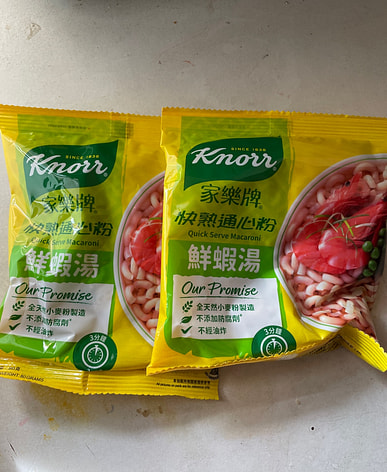 SINCE 1838
Knorr
家樂牌
快熟通心粉
Quick Serve Macaroni
鮮蝦湯
Our Promise
全天然小麥粉製造
不添加防腐劑
不經油炸
3分鐘
WEIGHT 80 GRAMS
SINCE 1838
Knorr
家樂牌
快熟通心粉
Quick Serve Macaroni
鮮蝦湯
Our Promise
全天然小麥粉製造
不添加防腐劑*
不經油炸
3分鐘